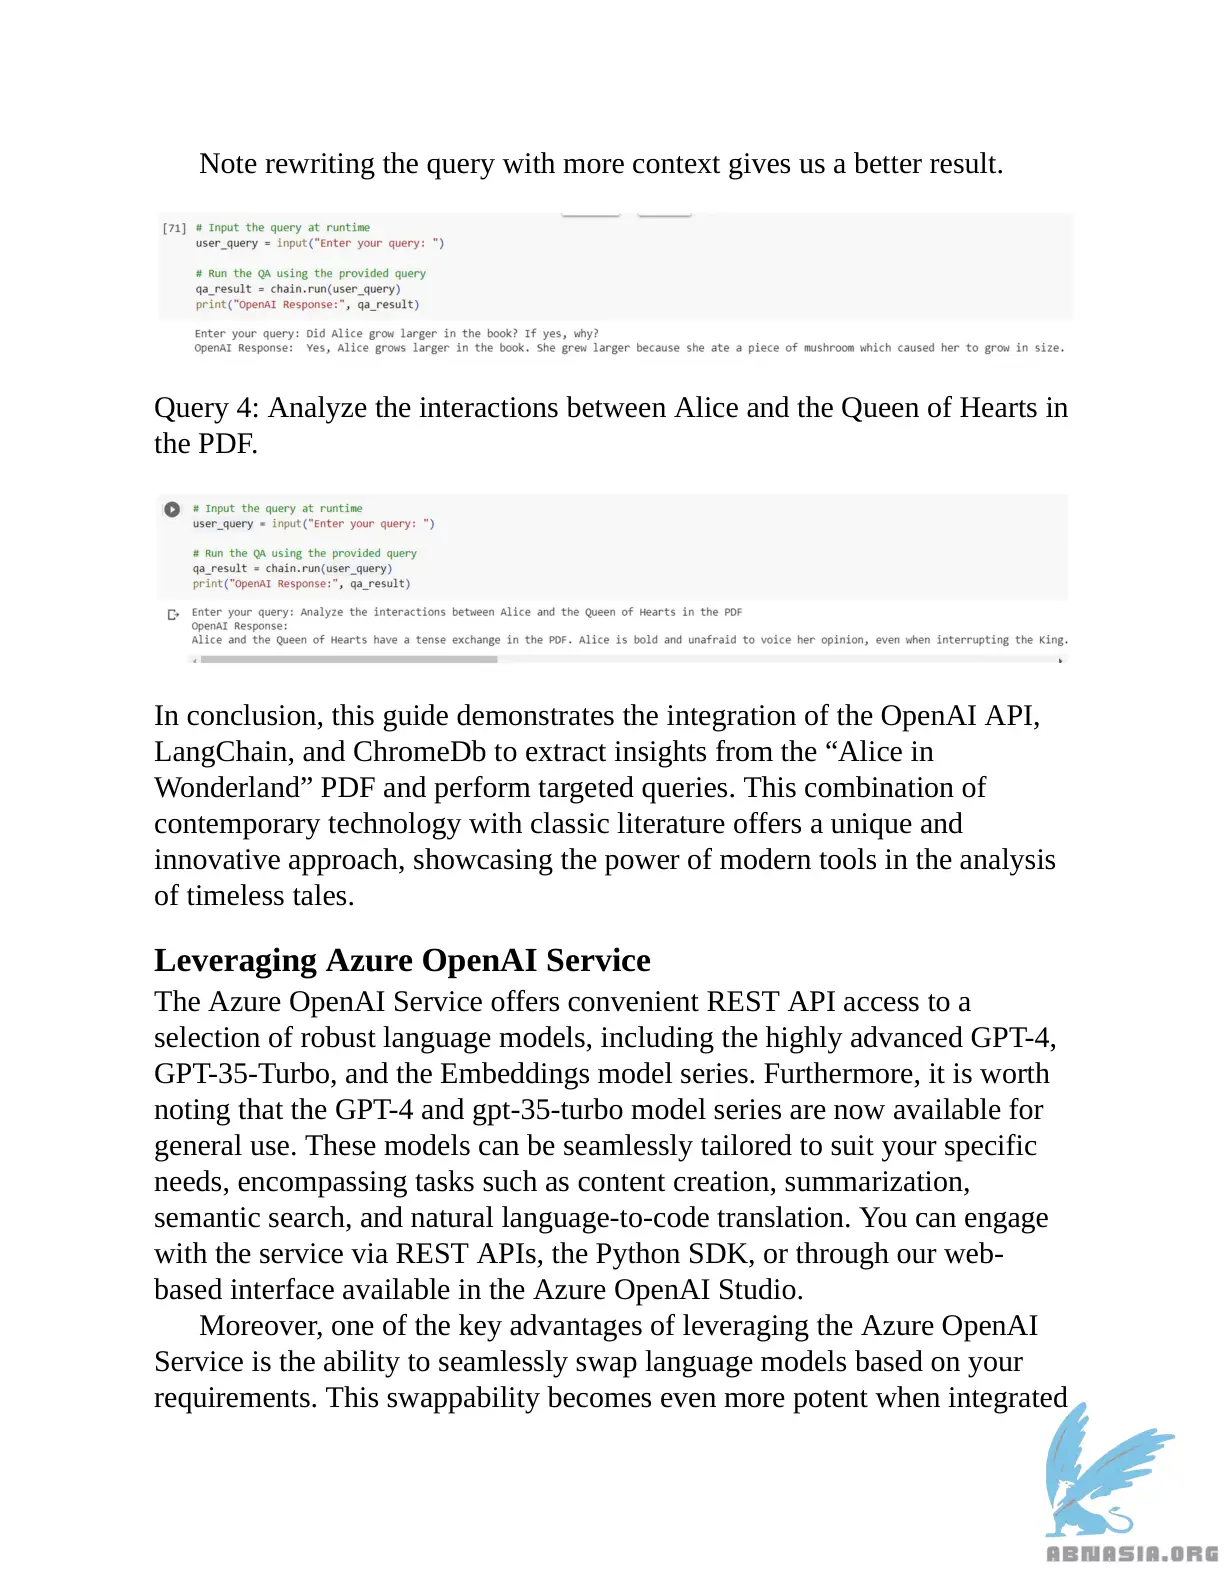 Note rewriting the query with more context gives us a better result.
[71] # Input the query at runtime
user_query = input("Enter your query: ")
# Run the QA using the provided query
qa_result = chain.run(user_query)
print("OpenAI Response:", qa_result)
Enter your query: Did Alice grow larger in the book? If yes, why?
OpenAI Response:  Yes, Alice grows larger in the book. She grew larger because she ate a piece of mushroom which caused her to grow in size.
Query 4: Analyze the interactions between Alice and the Queen of Hearts in
the PDF.
# Input the query at runtime
user_query = input("Enter your query: ")
# Run the QA using the provided query
qa_result = chain.run(user_query)
print("OpenAI Response:", qa_result)
Enter your query: Analyze the interactions between Alice and the Queen of Hearts in the PDF
OpenAI Response:
Alice and the Queen of Hearts have a tense exchange in the PDF. Alice is bold and unafraid to voice her opinion, even when interrupting the King.
In conclusion, this guide demonstrates the integration of the OpenAI API,
LangChain, and ChromeDb to extract insights from the “Alice in
Wonderland” PDF and perform targeted queries. This combination of
contemporary technology with classic literature offers a unique and
innovative approach, showcasing the power of modern tools in the analysis
of timeless tales.
Leveraging Azure OpenAI Service
The Azure OpenAI Service offers convenient REST API access to a
selection of robust language models, including the highly advanced GPT-4,
GPT-35-Turbo, and the Embeddings model series. Furthermore, it is worth
noting that the GPT-4 and gpt-35-turbo model series are now available for
general use. These models can be seamlessly tailored to suit your specific
needs, encompassing tasks such as content creation, summarization,
semantic search, and natural language-to-code translation. You can engage
with the service via REST APIs, the Python SDK, or through our web-
based interface available in the Azure OpenAI Studio.
Moreover, one of the key advantages of leveraging the Azure OpenAI
Service is the ability to seamlessly swap language models based on your
requirements. This swappability becomes even more potent when integrated
ABNASIA.ORG